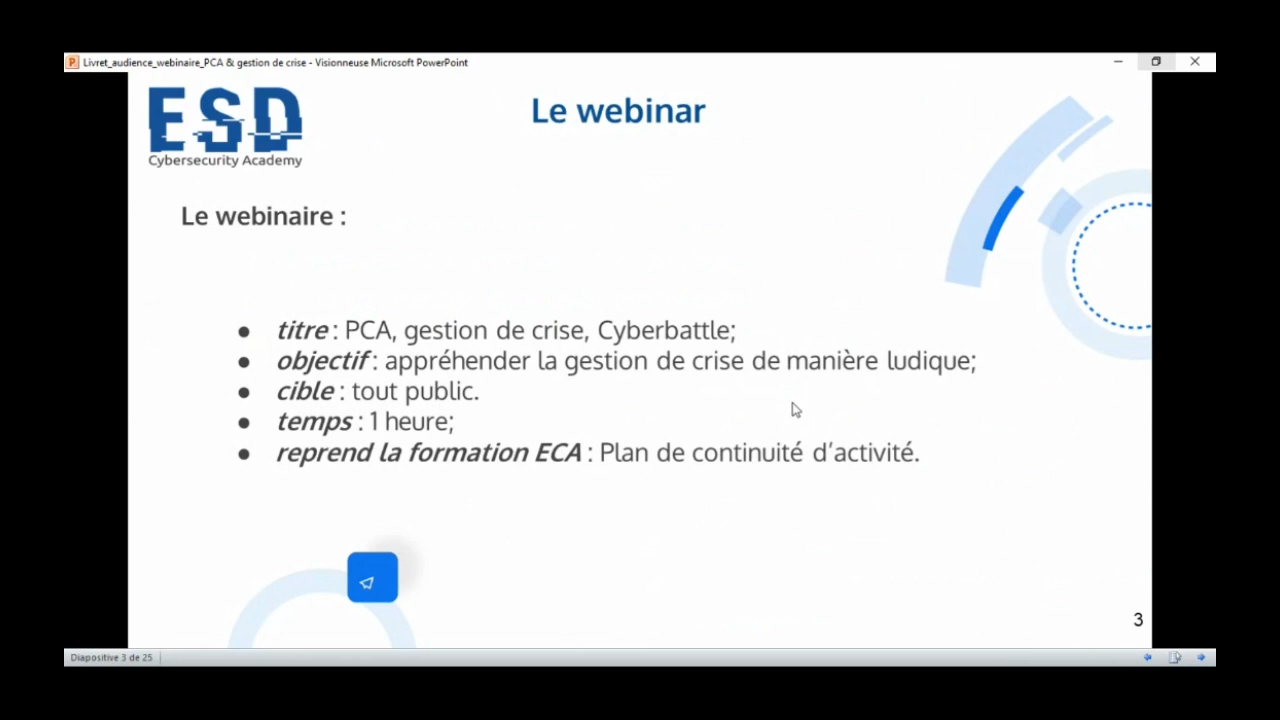 Livret_audience_webinaire_PCA & gestion de crise - Visionneuse Microsoft PowerPoint
ESD
Cybersecurity Academy
Le webinar
Le webinaire :
● titre : PCA, gestion de crise, Cyberbattle;
● objectif : appréhender la gestion de crise de manière ludique;
● cible : tout public.
● temps : 1 heure;
● reprend la formation ECA : Plan de continuité d’activité.
3
Diapositive 3 de 25